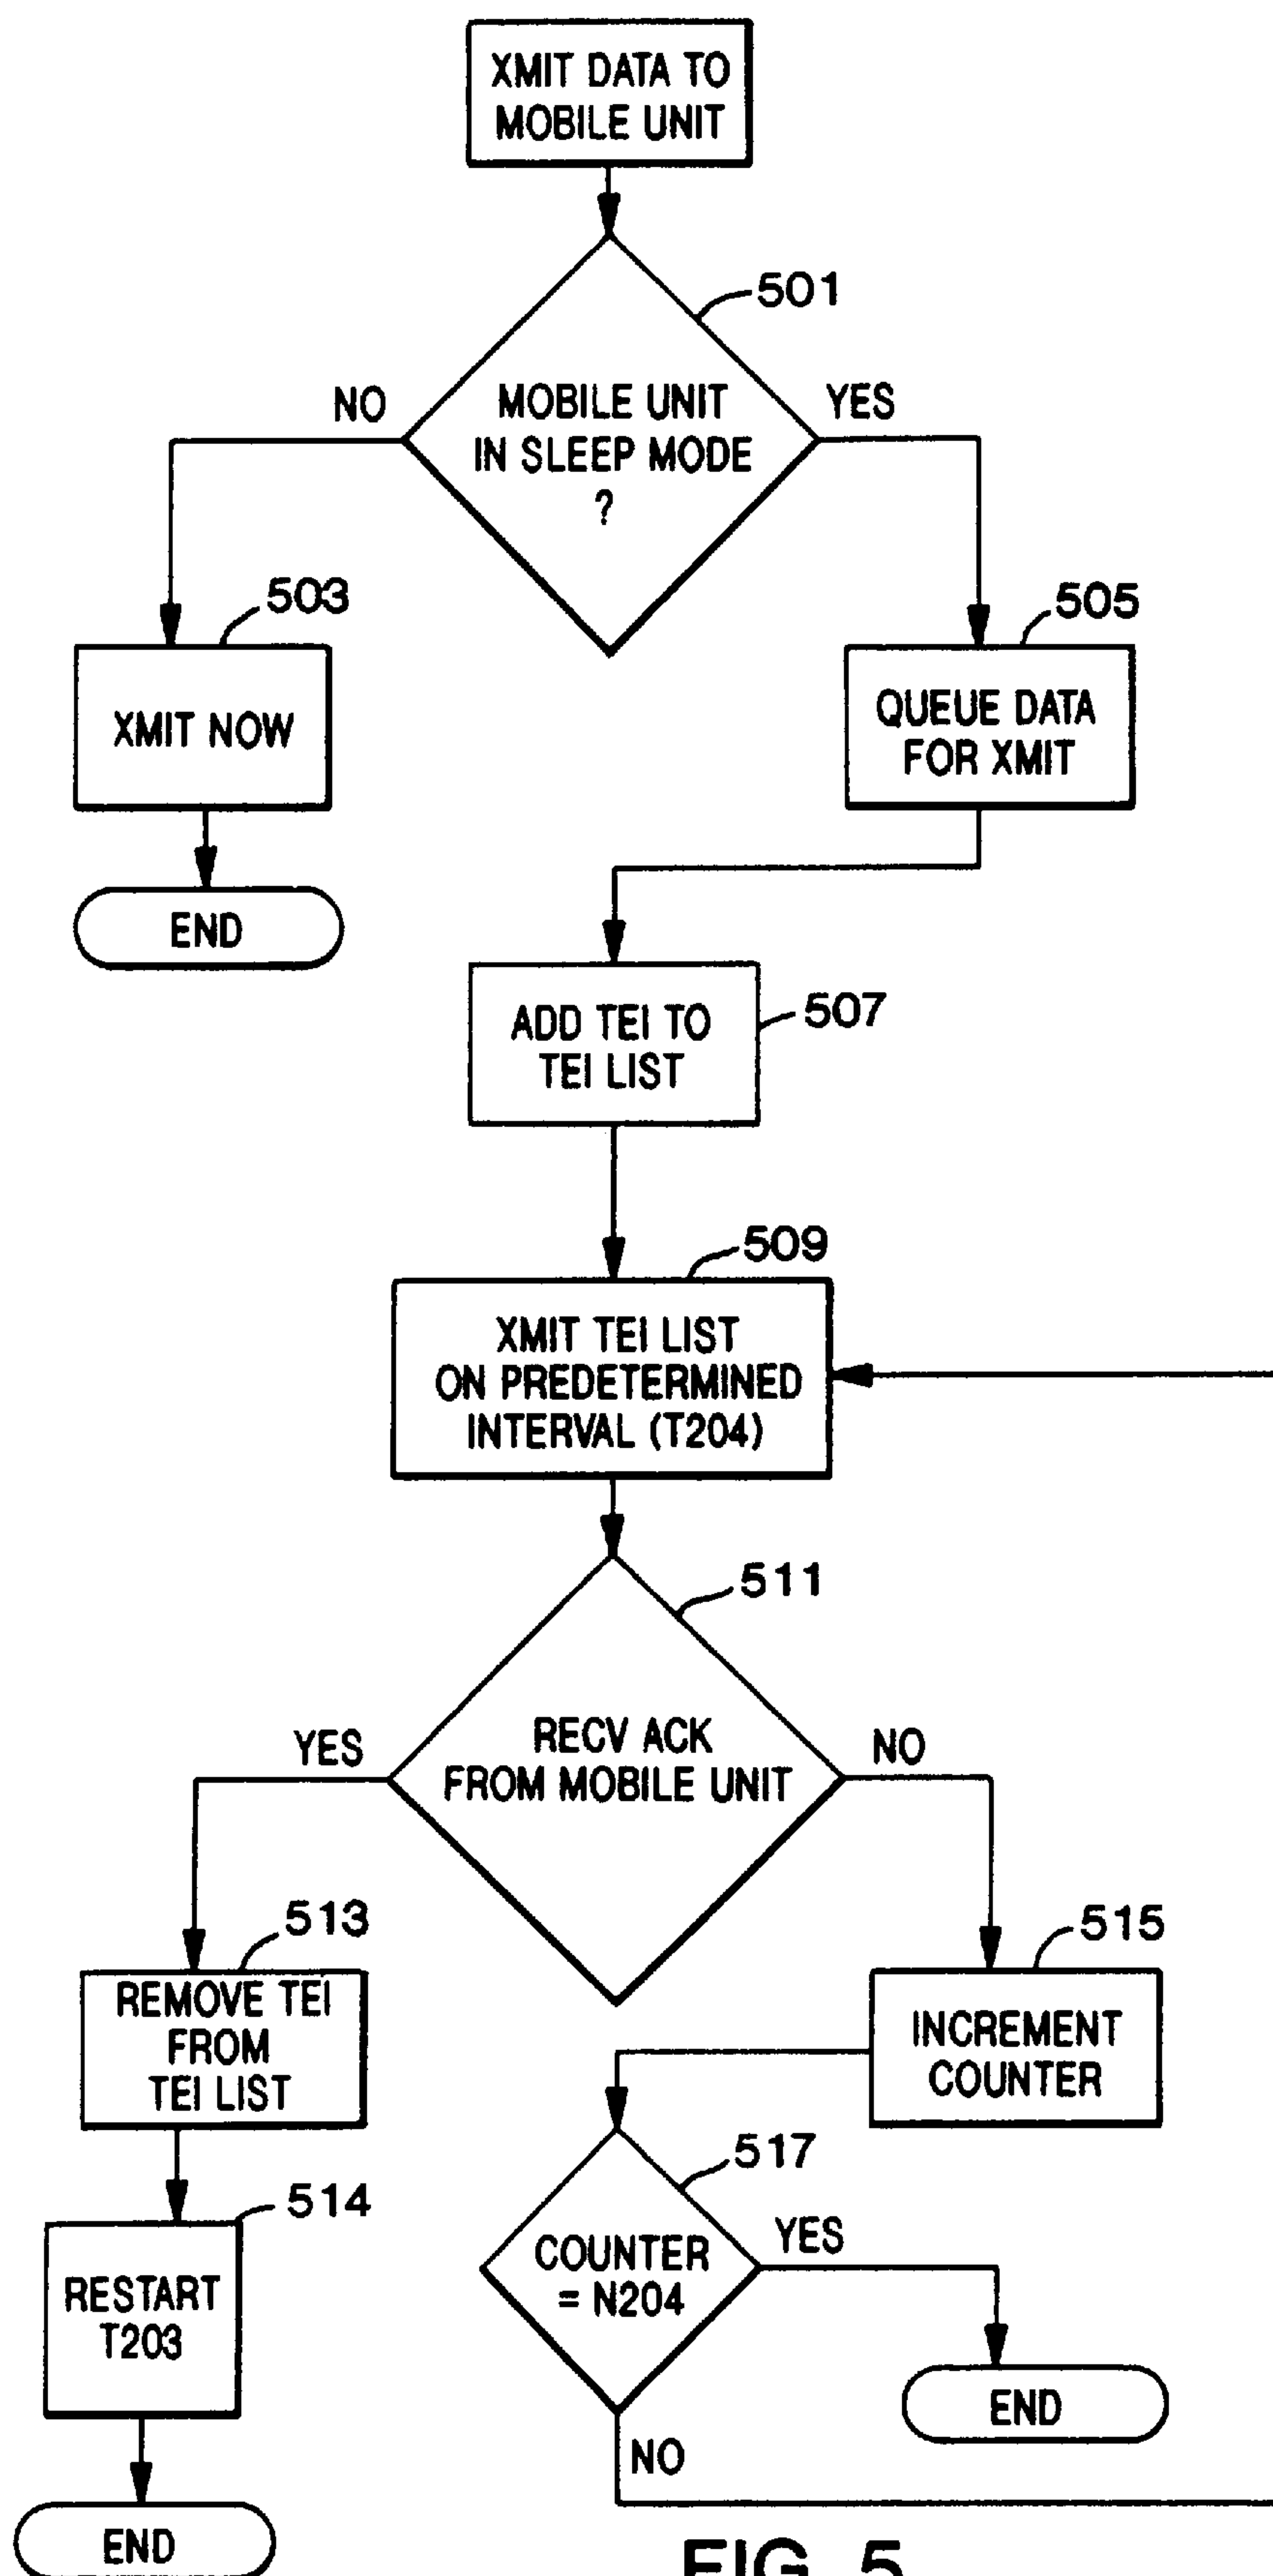 XMIT DATA TO
MOBILE UNIT
501
NO
MOBILE UNIT
IN SLEEP MODE
?
YES
503
505
XMIT NOW
QUEUE DATA
FOR XMIT
END
ADD TEI TO
TEI LIST
507
509
XMIT TEI LIST
ON PREDETERMINED
INTERVAL (T204)
511
YES
RECV ACK
FROM MOBILE UNIT
NO
513
515
REMOVE TEI
FROM
TEI LIST
INCREMENT
COUNTER
517
514
COUNTER
= N204
YES
RESTART
T203
END
NO
END
FIG. 5